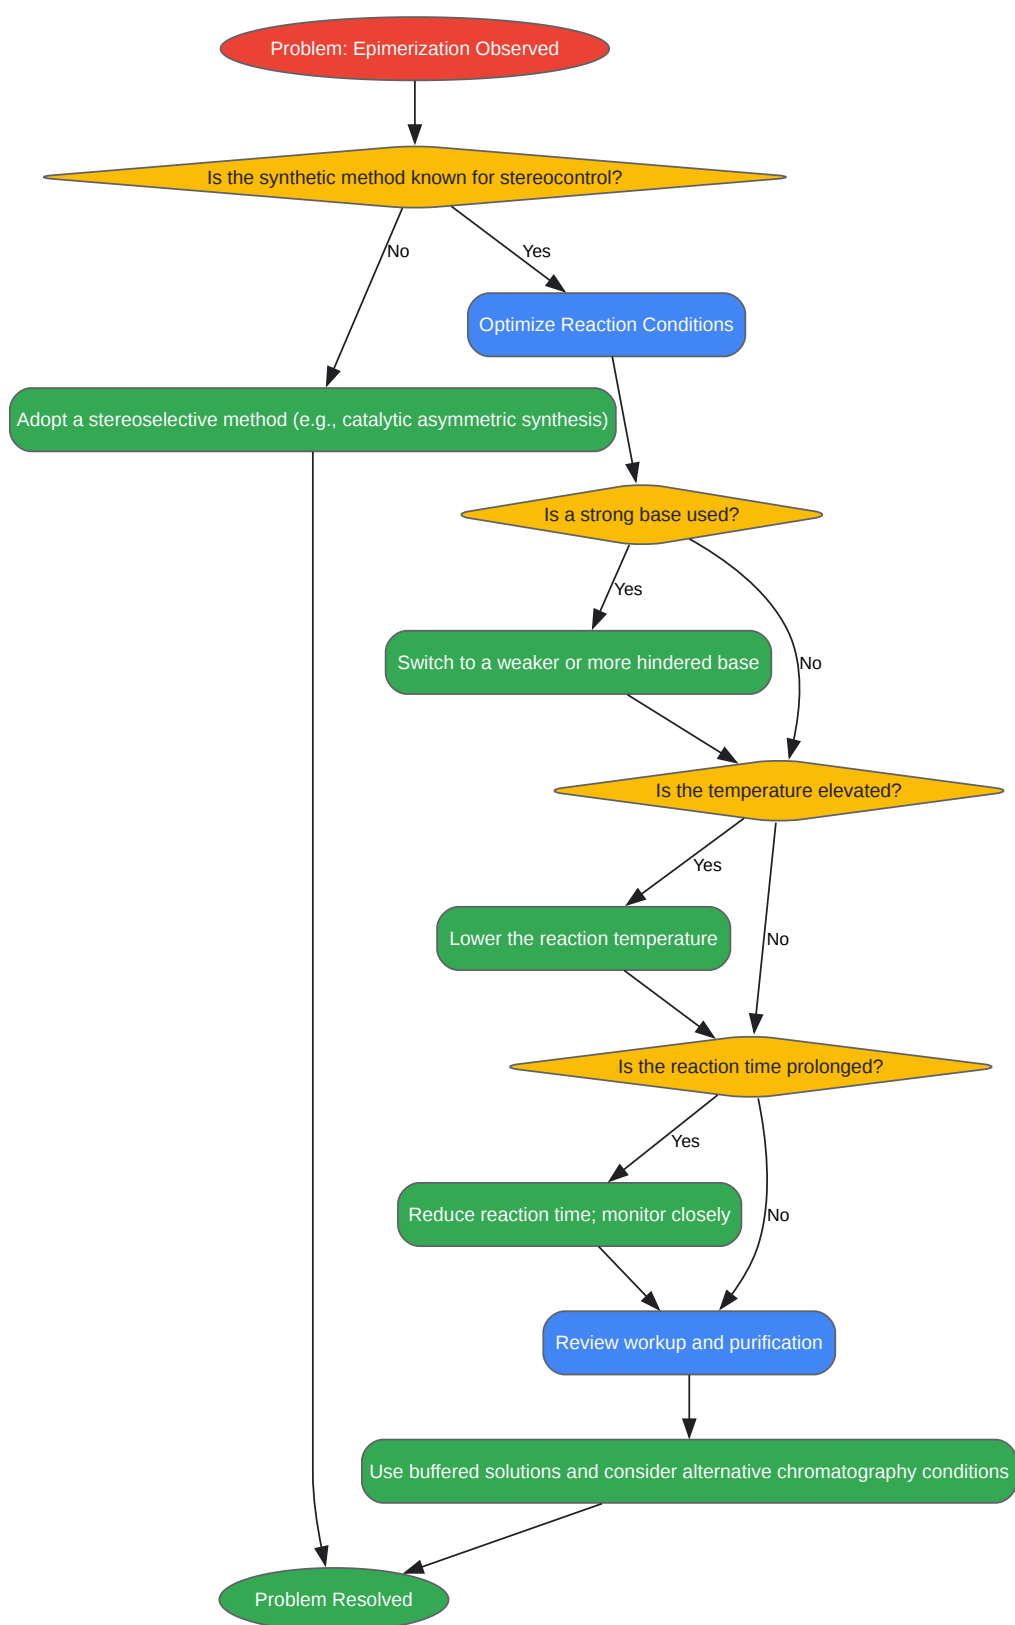 Problem: Epimerization Observed
Is the synthetic method known for stereocontrol?
No
Yes
Optimize Reaction Conditions
Adopt a stereoselective method (e.g., catalytic asymmetric synthesis)
Is a strong base used?
Yes
Switch to a weaker or more hindered base
No
Is the temperature elevated?
Yes
Lower the reaction temperature
No
Is the reaction time prolonged?
Yes
Reduce reaction time; monitor closely
No
Review workup and purification
Use buffered solutions and consider alternative chromatography conditions
Problem Resolved